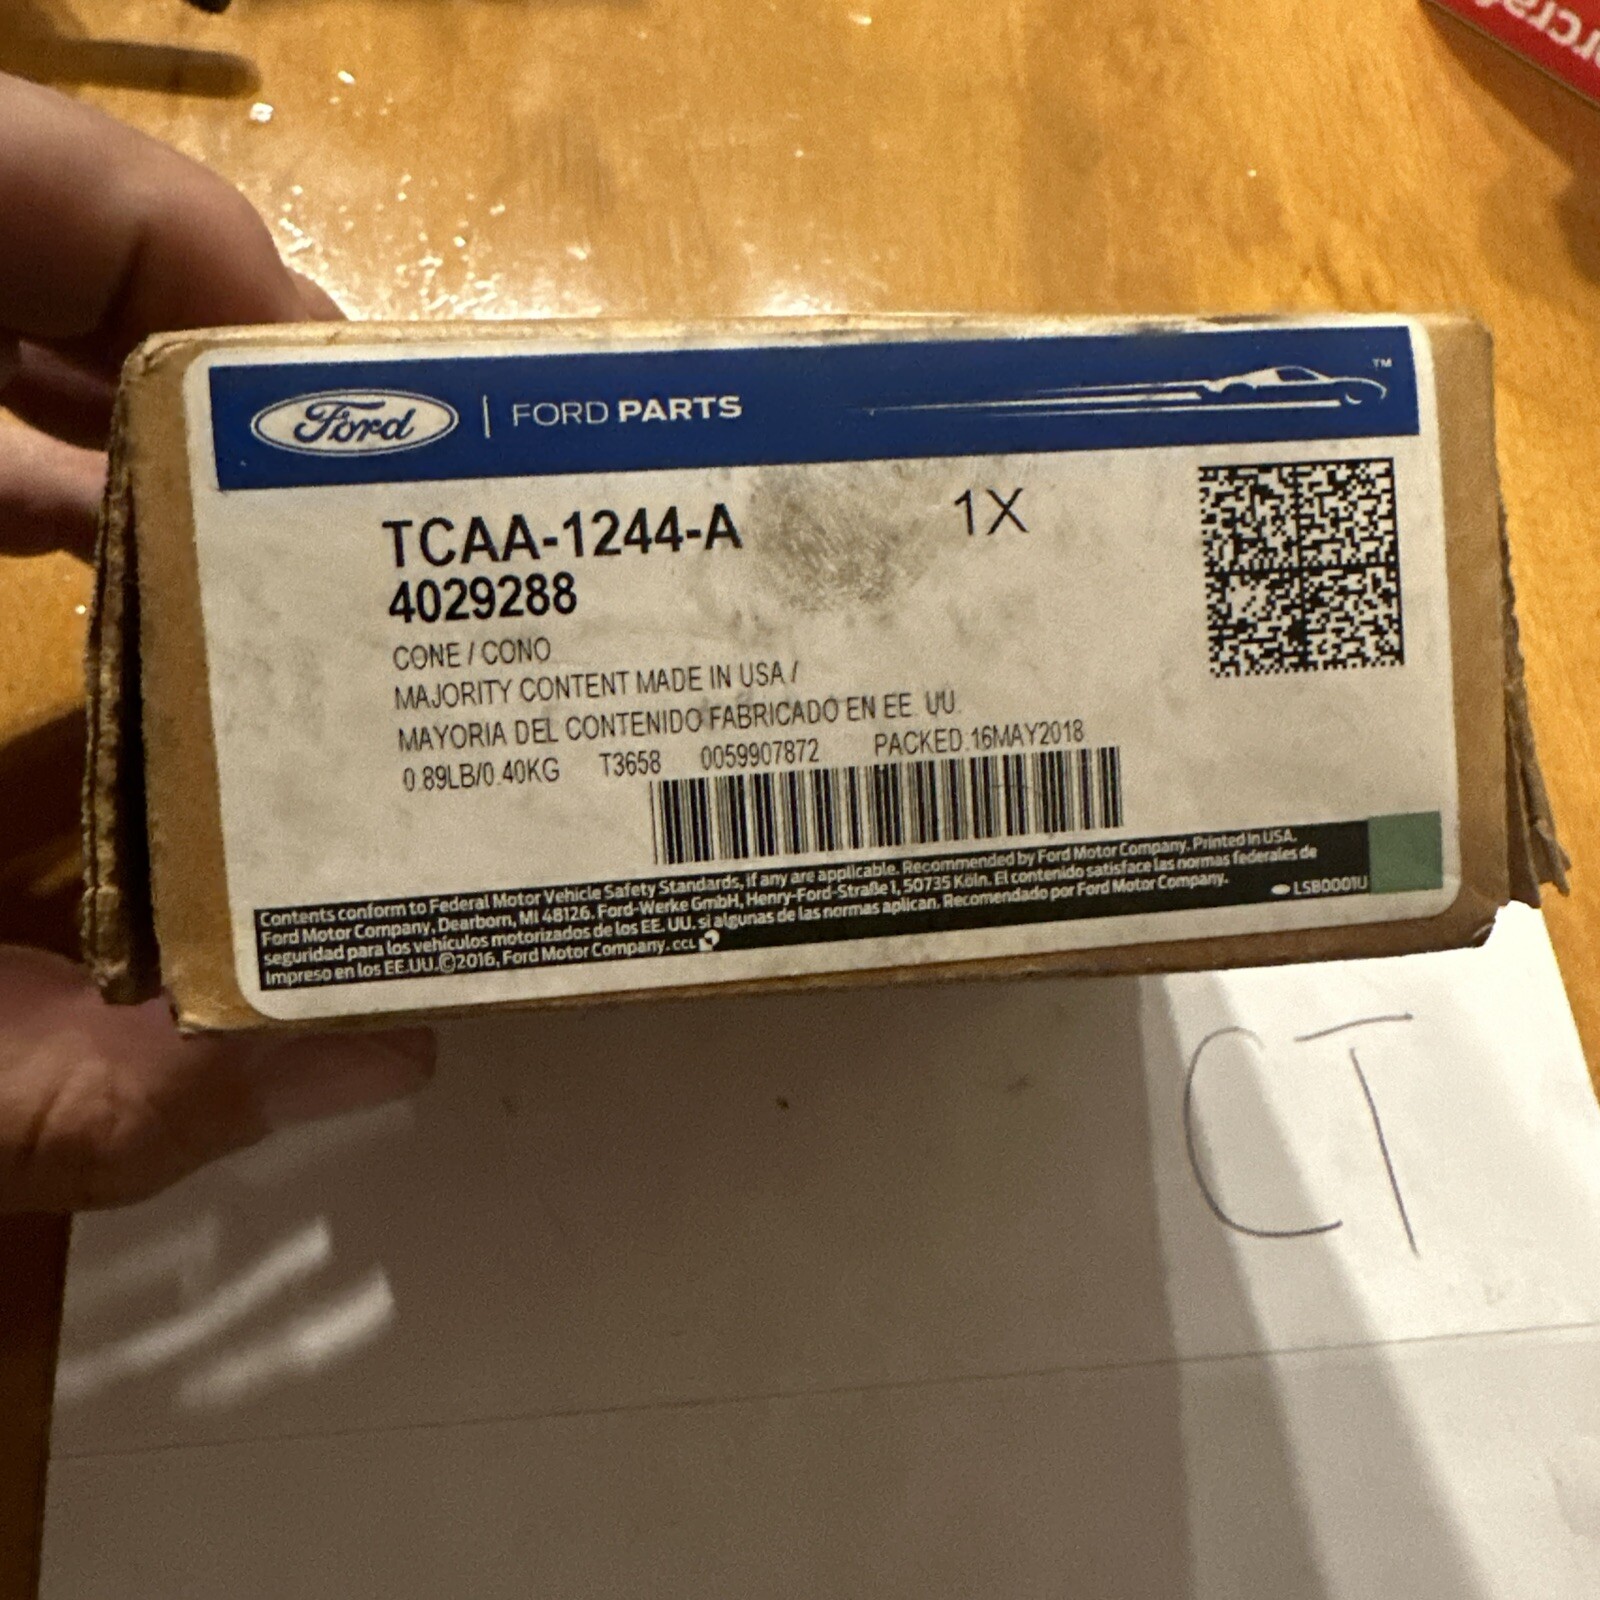 Ford | FORD PARTS ™
TCAA-1244-A 1X
4029288
CONE / CONO
MAJORITY CONTENT MADE IN USA /
MAYORIA DEL CONTENIDO FABRICADO EN EE. UU.
0.89LB/0.40KG T3658 0059907872 PACKED.16MAY2018
Contents conform to Federal Motor Vehicle Safety Standards, if any are applicable. Recommended by Ford Motor Company. Printed in USA.
Ford Motor Company, Dearborn, MI 48126. Ford-Werke GmbH, Henry-Ford-Straße 1, 50735 Köln. El contenido satisface las normas federales de
seguridad para los vehículos motorizados de los EE. UU. si algunas de las normas aplican. Recomendado por Ford Motor Company.
Impreso en los EE.UU.©2016, Ford Motor Company. CCL
LSB0001U
CT